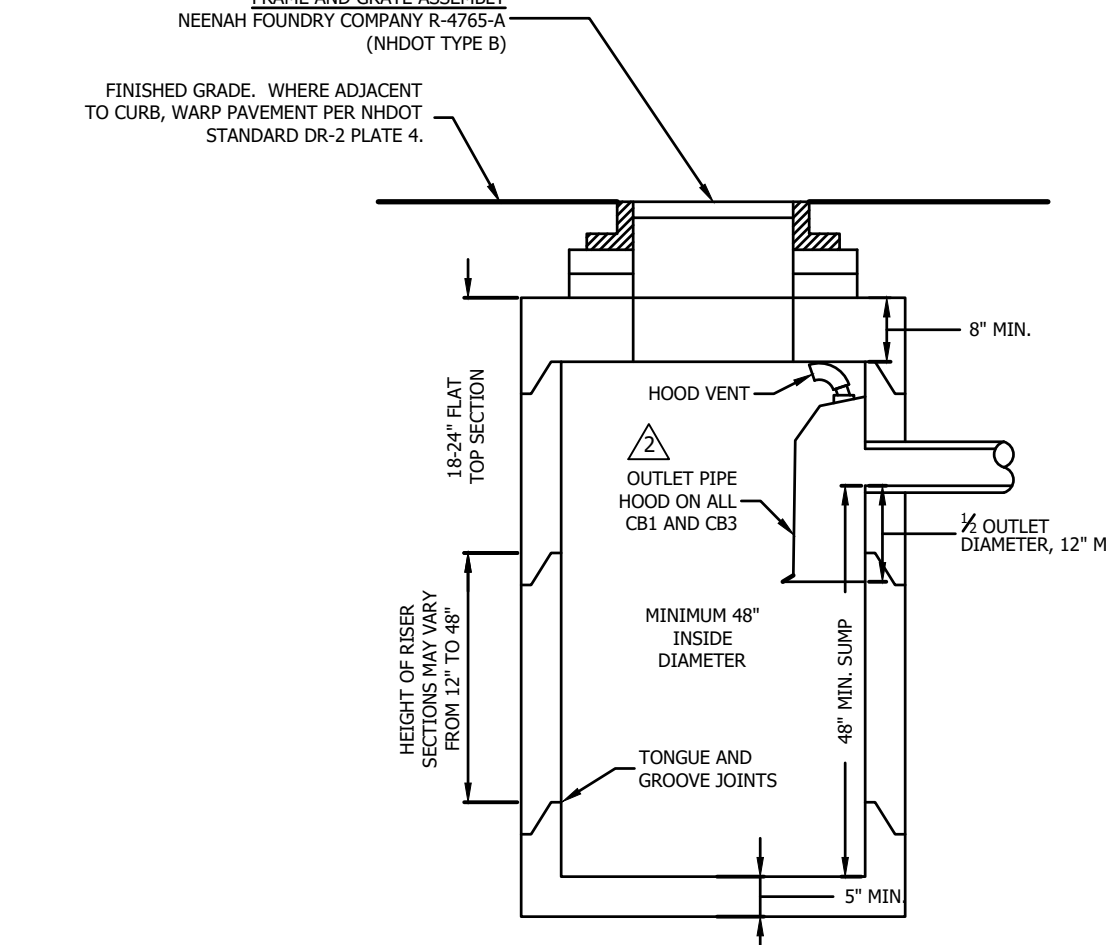 FRAME AND GRATE ASSEMBLY
NEENAH FOUNDRY COMPANY R-4765-A
(NHDOT TYPE B)
FINISHED GRADE. WHERE ADJACENT
TO CURB, WARP PAVEMENT PER NHDOT
STANDARD DR-2 PLATE 4.
8" MIN.
18-24" FLAT
TOP SECTION
HOOD VENT
2
OUTLET PIPE
HOOD ON ALL
CB1 AND CB3
½ OUTLET
DIAMETER, 12" M
HEIGHT OF RISER
SECTIONS MAY VARY
FROM 12" TO 48"
MINIMUM 48"
INSIDE
DIAMETER
48" MIN. SUMP
TONGUE AND
GROOVE JOINTS
5" MIN.